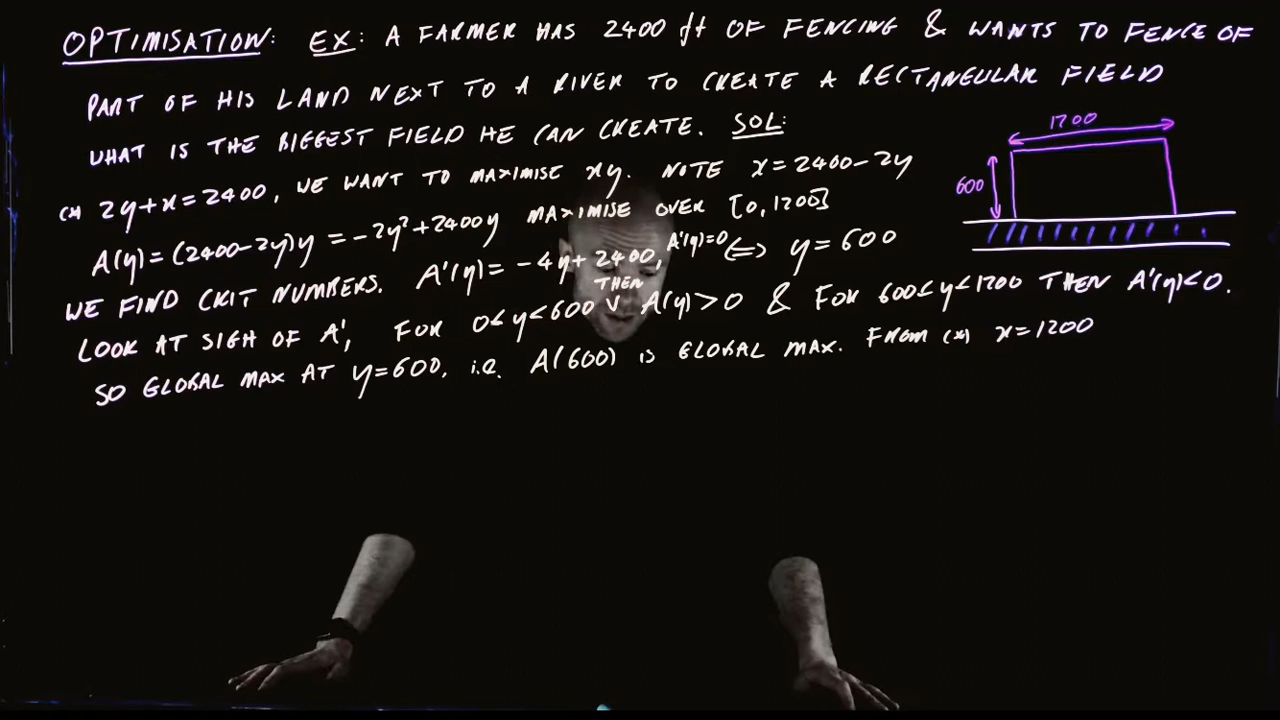 OPTIMISATION: EX: A FARMER HAS 2400 ft OF FENCING & WANTS TO FENCE OF
PART OF HIS LAND NEXT TO A RIVER TO CREATE A RECTANGULAR FIELD
WHAT IS THE BIGGEST FIELD HE CAN CREATE. SOL:
(*) 2y+x=2400, WE WANT TO MAXIMISE xy. NOTE x=2400-2y
A(y)=(2400-2y)y = -2y²+2400y MAXIMISE OVER [0,1200]
WE FIND CRIT NUMBERS. A'(y)= -4y+2400, A'(y)=0 ⟺ y=600
LOOK AT SIGN OF A', FOR 0<y<600 THEN A(y)>0 & FOR 600<y<1200 THEN A'(y)<0.
SO GLOBAL MAX AT y=600, i.e. A(600) IS GLOBAL MAX. FROM (*) x=1200
1200
600